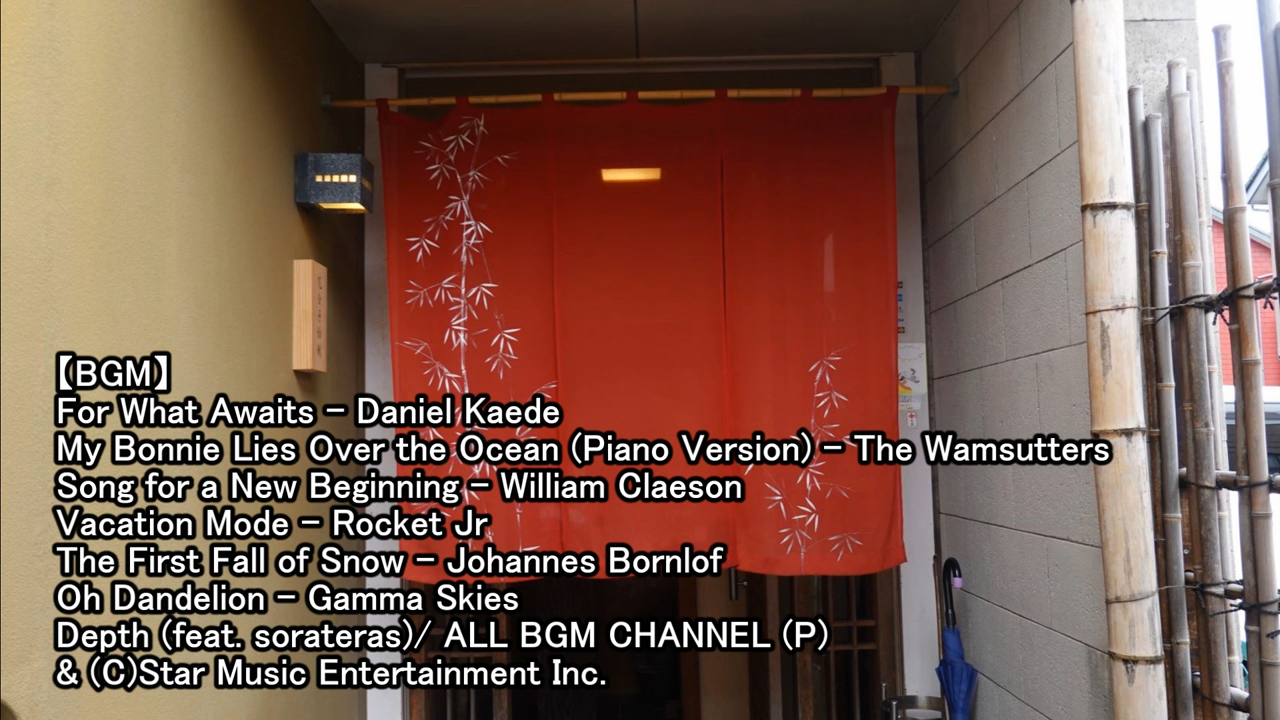 【BGM】
For What Awaits - Daniel Kaede
My Bonnie Lies Over the Ocean (Piano Version) - The Wamsutters
Song for a New Beginning - William Claeson
Vacation Mode - Rocket Jr
The First Fall of Snow - Johannes Bornlof
Oh Dandelion - Gamma Skies
Depth (feat. sorateras)/ ALL BGM CHANNEL (P)
& (C)Star Music Entertainment Inc.